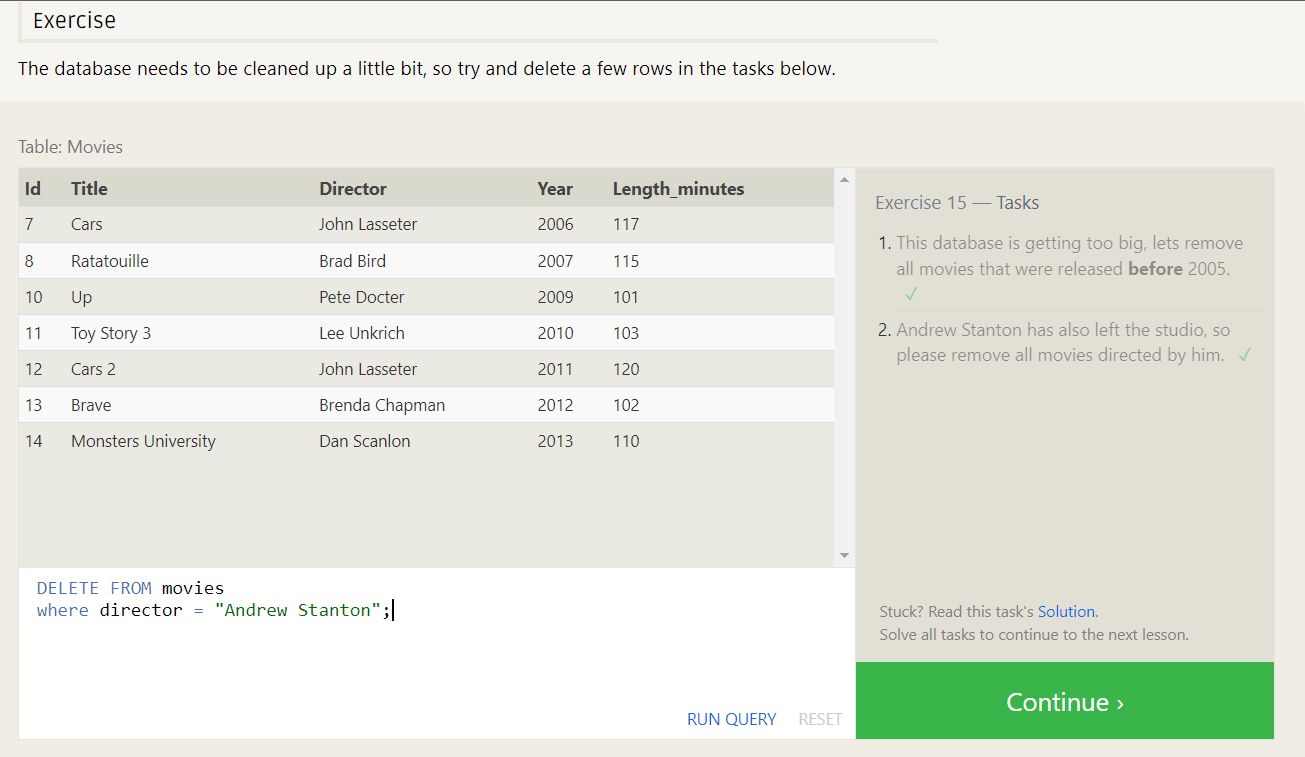 Exercise
The database needs to be cleaned up a little bit, so try and delete a few rows in the tasks below.
Table: Movies
Id Title Director Year Length_minutes
7 Cars John Lasseter 2006 117
8 Ratatouille Brad Bird 2007 115
10 Up Pete Docter 2009 101
11 Toy Story 3 Lee Unkrich 2010 103
12 Cars 2 John Lasseter 2011 120
13 Brave Brenda Chapman 2012 102
14 Monsters University Dan Scanlon 2013 110
DELETE FROM movies
where director = "Andrew Stanton";
RUN QUERY RESET
Exercise 15 — Tasks
1. This database is getting too big, lets remove
all movies that were released before 2005.
✓
2. Andrew Stanton has also left the studio, so
please remove all movies directed by him. ✓
Stuck? Read this task's Solution.
Solve all tasks to continue to the next lesson.
Continue ›